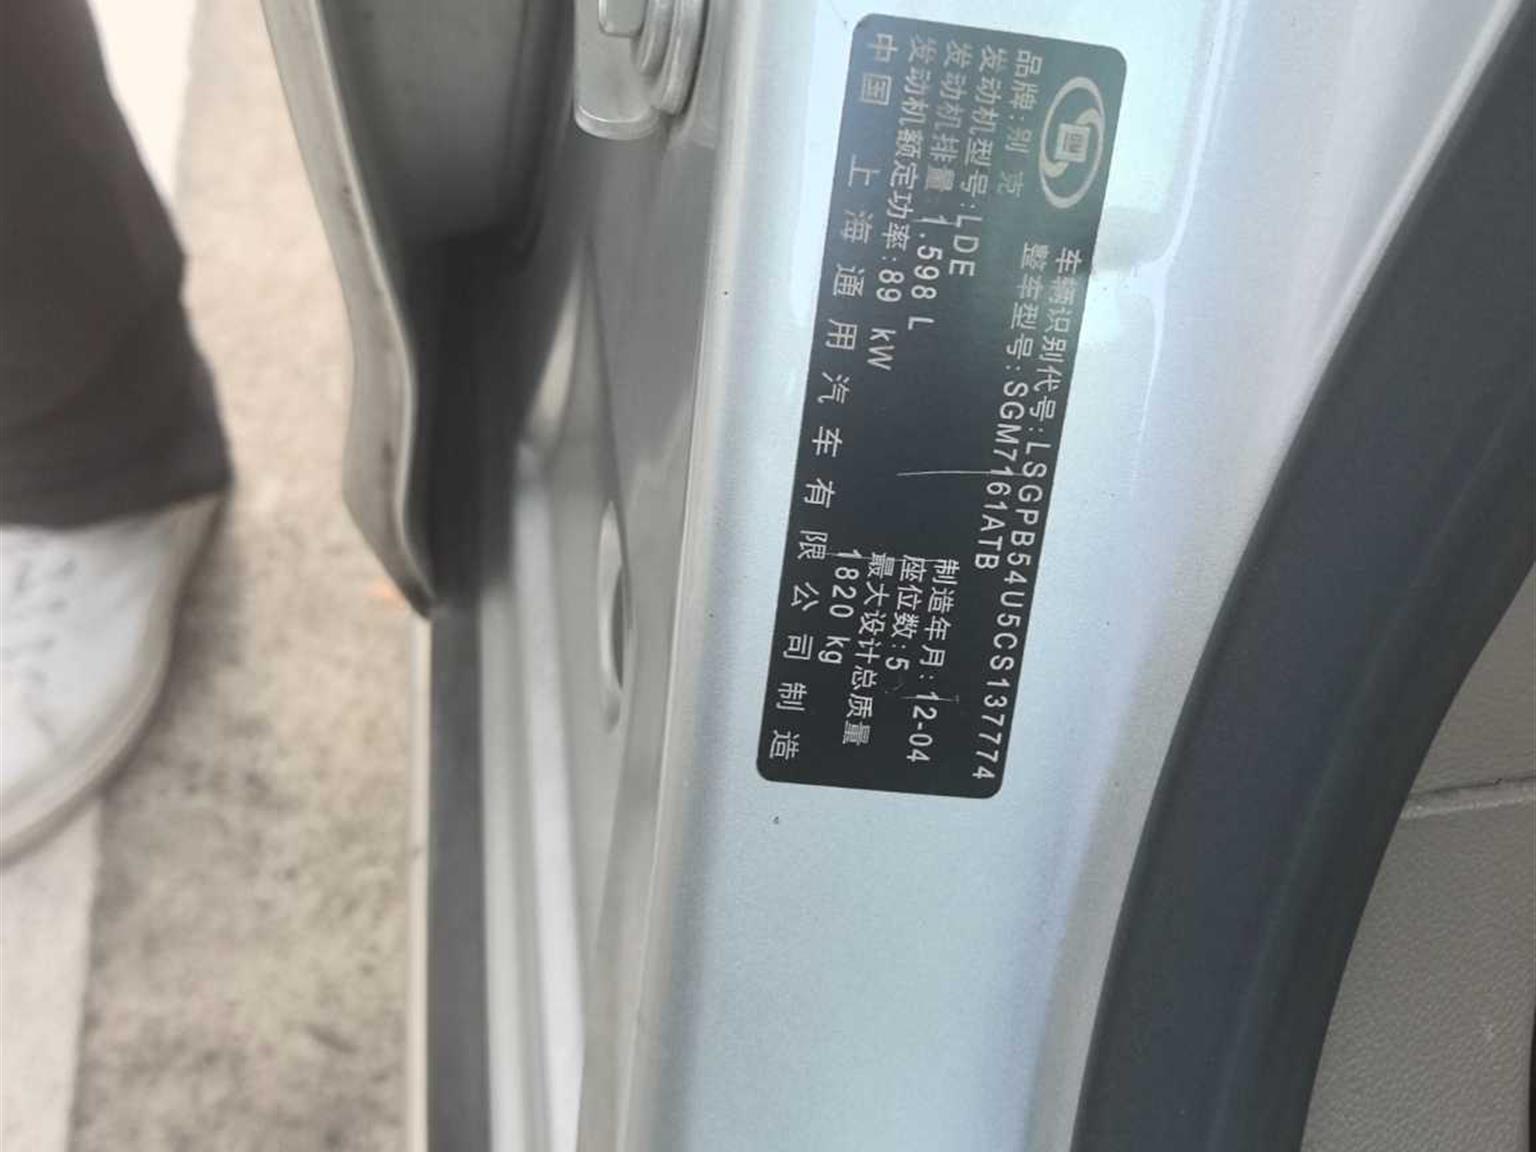 车辆识别代号:LSGPB54U5CS137774
品牌:别克 整车型号:SGM7161ATB
发动机型号:LDE 制造年月:12-04
发动机排量:1.598 L 座位数:5
发动机额定功率:89 kW 最大设计总质量
1820 kg
中国 上海通用汽车有限公司制造